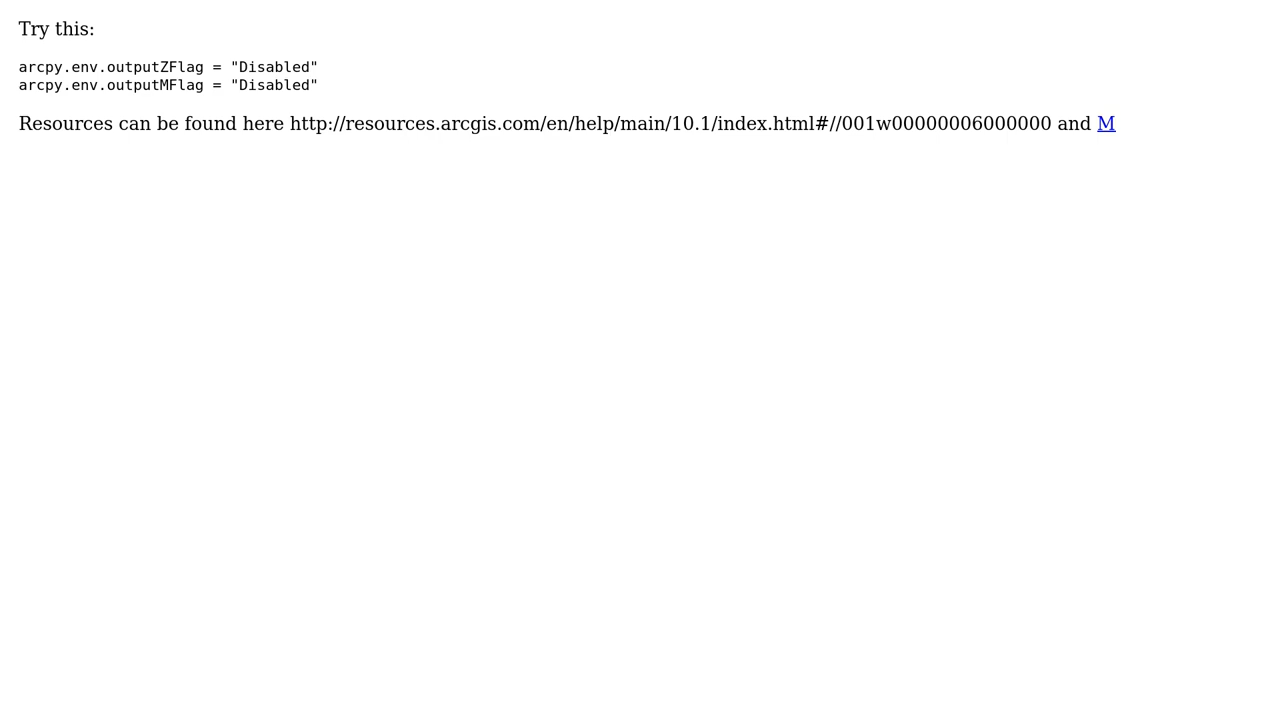 Try this:
arcpy.env.outputZFlag = "Disabled"
arcpy.env.outputMFlag = "Disabled"
Resources can be found here http://resources.arcgis.com/en/help/main/10.1/index.html#//001w00000006000000 and M